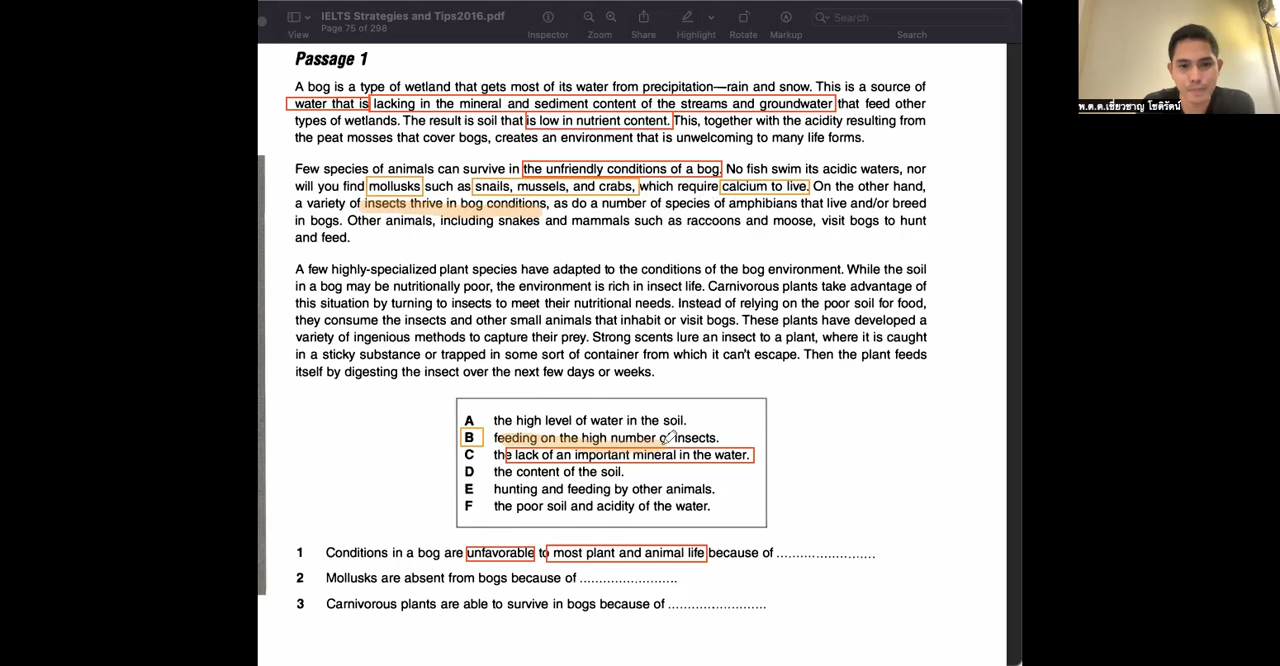 IELTS Strategies and Tips2016.pdf
Page 75 of 298
View
Inspector
Zoom
Share
Highlight
Rotate
Markup
Search
Search
Passage 1
A bog is a type of wetland that gets most of its water from precipitation—rain and snow. This is a source of
water that is lacking in the mineral and sediment content of the streams and groundwater that feed other
types of wetlands. The result is soil that is low in nutrient content. This, together with the acidity resulting from
the peat mosses that cover bogs, creates an environment that is unwelcoming to many life forms.
Few species of animals can survive in the unfriendly conditions of a bog. No fish swim its acidic waters, nor
will you find mollusks such as snails, mussels, and crabs, which require calcium to live. On the other hand,
a variety of insects thrive in bog conditions, as do a number of species of amphibians that live and/or breed
in bogs. Other animals, including snakes and mammals such as raccoons and moose, visit bogs to hunt
and feed.
A few highly-specialized plant species have adapted to the conditions of the bog environment. While the soil
in a bog may be nutritionally poor, the environment is rich in insect life. Carnivorous plants take advantage of
this situation by turning to insects to meet their nutritional needs. Instead of relying on the poor soil for food,
they consume the insects and other small animals that inhabit or visit bogs. These plants have developed a
variety of ingenious methods to capture their prey. Strong scents lure an insect to a plant, where it is caught
in a sticky substance or trapped in some sort of container from which it can't escape. Then the plant feeds
itself by digesting the insect over the next few days or weeks.
A the high level of water in the soil.
B feeding on the high number of insects.
C the lack of an important mineral in the water.
D the content of the soil.
E hunting and feeding by other animals.
F the poor soil and acidity of the water.
1 Conditions in a bog are unfavorable to most plant and animal life because of ........................
2 Mollusks are absent from bogs because of ........................
3 Carnivorous plants are able to survive in bogs because of ........................
พ.ต.ต.เชี่ยวชาญ โชติรัตน์